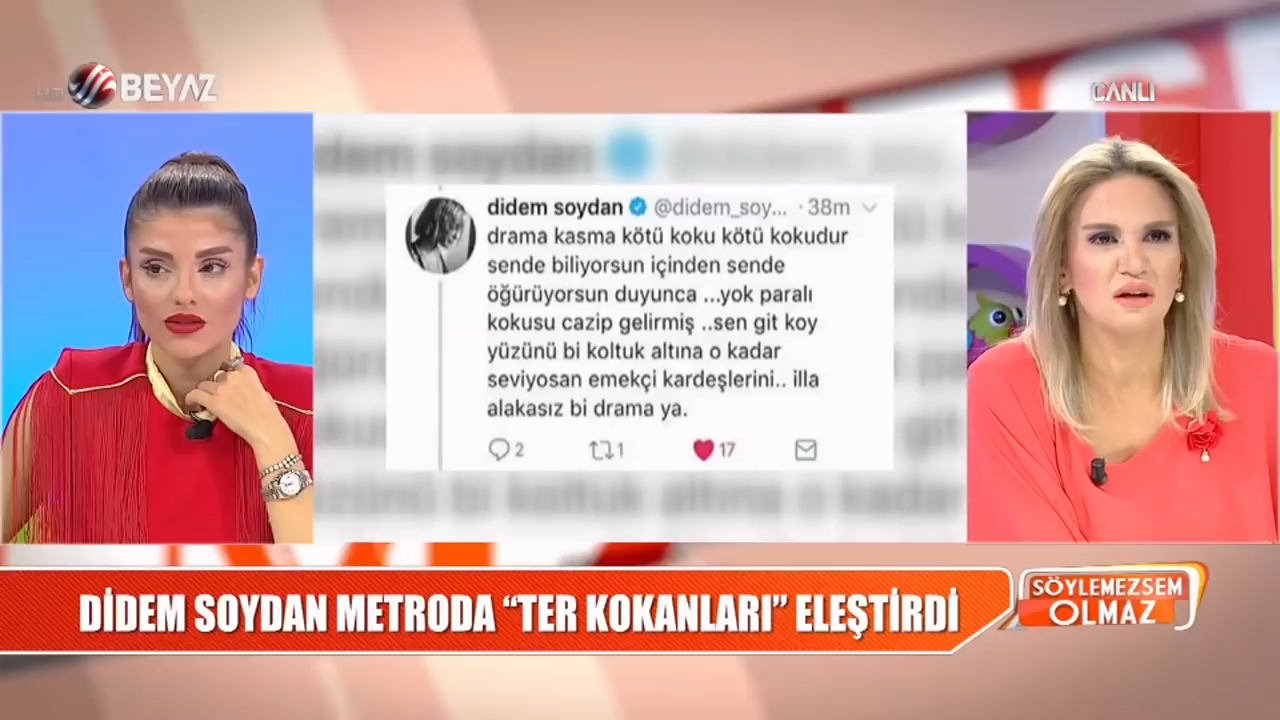 HD BEYAZ
CANLI
didem soydan @didem_soy... · 38m
drama kasma kötü koku kötü kokudur
sende biliyorsun içinden sende
öğürüyorsun duyunca ...yok paralı
kokusu cazip gelirmiş ..sen git koy
yüzünü bi koltuk altına o kadar
seviyosan emekçi kardeşlerini.. illa
alakasız bi drama ya.
2 1 17
DİDEM SOYDAN METRODA “TER KOKANLARI” ELEŞTİRDİ
SÖYLEMEZSEM
OLMAZ